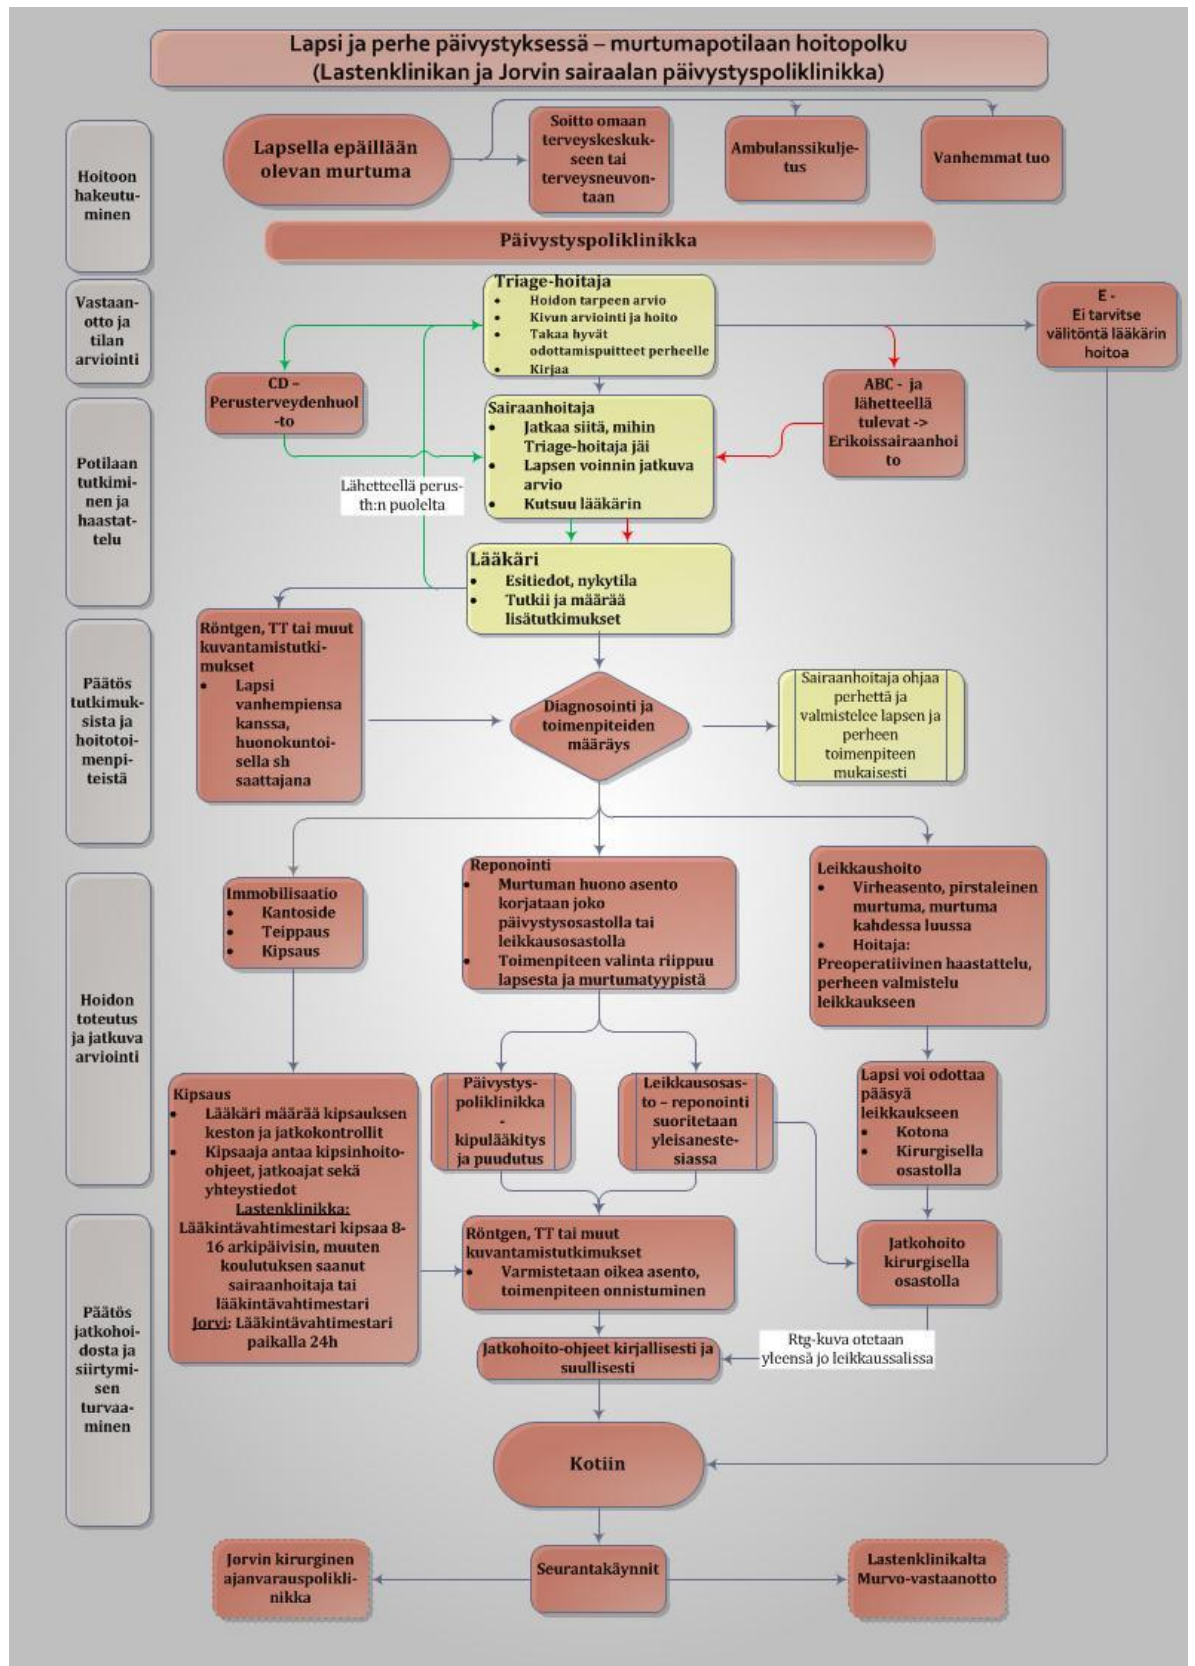 Lapsi ja perhe päivystyksessä – murtumapotilaan hoitopolku
(Lastenklinikan ja Jorvin sairaalan päivystyspoliklinikka)
Hoitoon
hakeutu-
minen
Lapsella epäillään
olevan murtuma
Soitto omaan
terveyskeskuk-
seen tai
terveysneuvon-
taan
Ambulanssikulje-
tus
Vanhemmat tuo
Päivystyspoliklinikka
Vastaan-
otto ja
tilan
arviointi
Triage-hoitaja
• Hoidon tarpeen arvio
• Kivun arviointi ja hoito
• Takaa hyvät
odottamispuitteet perheelle
• Kirjaa
E -
Ei tarvitse
välitöntä lääkärin
hoitoa
CD –
Perusterveydenhuol
-to
ABC - ja
lähetteellä
tulevat ->
Erikoissairaanhoi
to
Potilaan
tutkimi-
nen ja
haastat-
telu
Sairaanhoitaja
• Jatkaa siitä, mihin
Triage-hoitaja jäi
• Lapsen voinnin jatkuva
arvio
• Kutsuu lääkärin
Lähetteellä perus-
th:n puolelta
Lääkäri
• Esitiedot, nykytila
• Tutkii ja määrää
lisätutkimukset
Päätös
tutkimuk-
sista ja
hoitotoi-
menpi-
teistä
Röntgen, TT tai muut
kuvantamistutki-
mukset
• Lapsi
vanhempiensa
kanssa,
huonokuntoi-
sella sh
saattajana
Diagnosointi ja
toimenpiteiden
määräys
Sairaanhoitaja ohjaa
perhettä ja
valmistelee lapsen ja
perheen
toimenpiteen
mukaisesti
Hoidon
toteutus
ja jatkuva
arviointi
Immobilisaatio
• Kantoside
• Teippaus
• Kipsaus
Reponointi
• Murtuman huono asento
korjataan joko
päivystysosastolla tai
leikkausosastolla
• Toimenpiteen valinta riippuu
lapsesta ja murtumatyypistä
Leikkaushoito
• Virheasento, pirstaleinen
murtuma, murtuma
kahdessa luussa
• Hoitaja:
Preoperatiivinen haastattelu,
perheen valmistelu
leikkaukseen
Kipsaus
• Lääkäri määrää kipsauksen
keston ja jatkokontrollit
• Kipsaaja antaa kipsinhoito-
ohjeet, jatkoajat sekä
yhteystiedot
Lastenklinikka:
Lääkintävahtimestari kipsaa 8-
16 arkipäivisin, muuten
koulutuksen saanut
sairaanhoitaja tai
lääkintävahtimestari
Jorvi: Lääkintävahtimestari
paikalla 24h
Päivystys-
poliklinikka
-
kipulääkitys
ja puudutus
Leikkausosas-
to – reponointi
suoritetaan
yleisaneste-
siassa
Lapsi voi odottaa
pääsyä
leikkaukseen
• Kotona
• Kirurgisella
osastolla
Päätös
jatkohoi-
dosta ja
siirtymi-
sen
turvaa-
minen
Röntgen, TT tai muut
kuvantamistutkimukset
• Varmistetaan oikea asento,
toimenpiteen onnistuminen
Jatkohoito
kirurgisella
osastolla
Rtg-kuva otetaan
yleensä jo leikkaussalissa
Jatkohoito-ohjeet kirjallisesti ja
suullisesti
Kotiin
Jorvin kirurginen
ajanvarauspolikli-
nikka
Seurantakäynnit
Lastenklinikalta
Murvo-vastaanotto